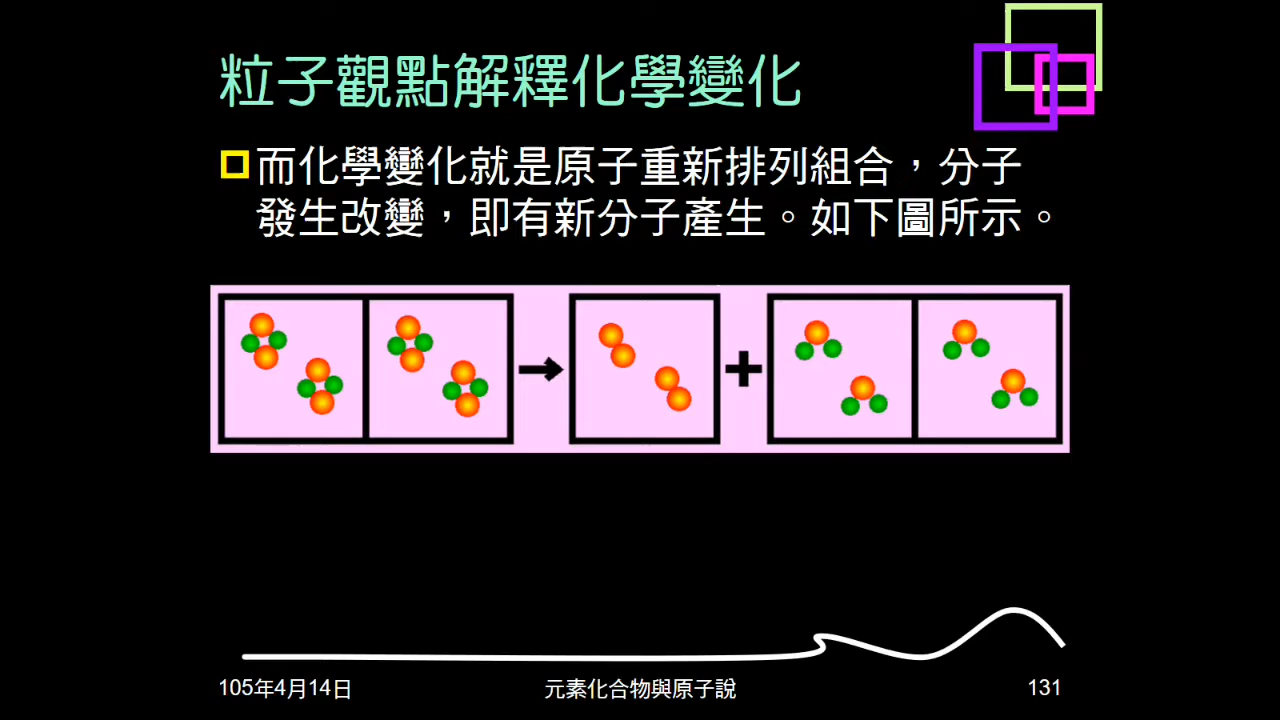 粒子觀點解釋化學變化
而化學變化就是原子重新排列組合，分子
發生改變，即有新分子產生。如下圖所示。
105年4月14日
元素化合物與原子說
131